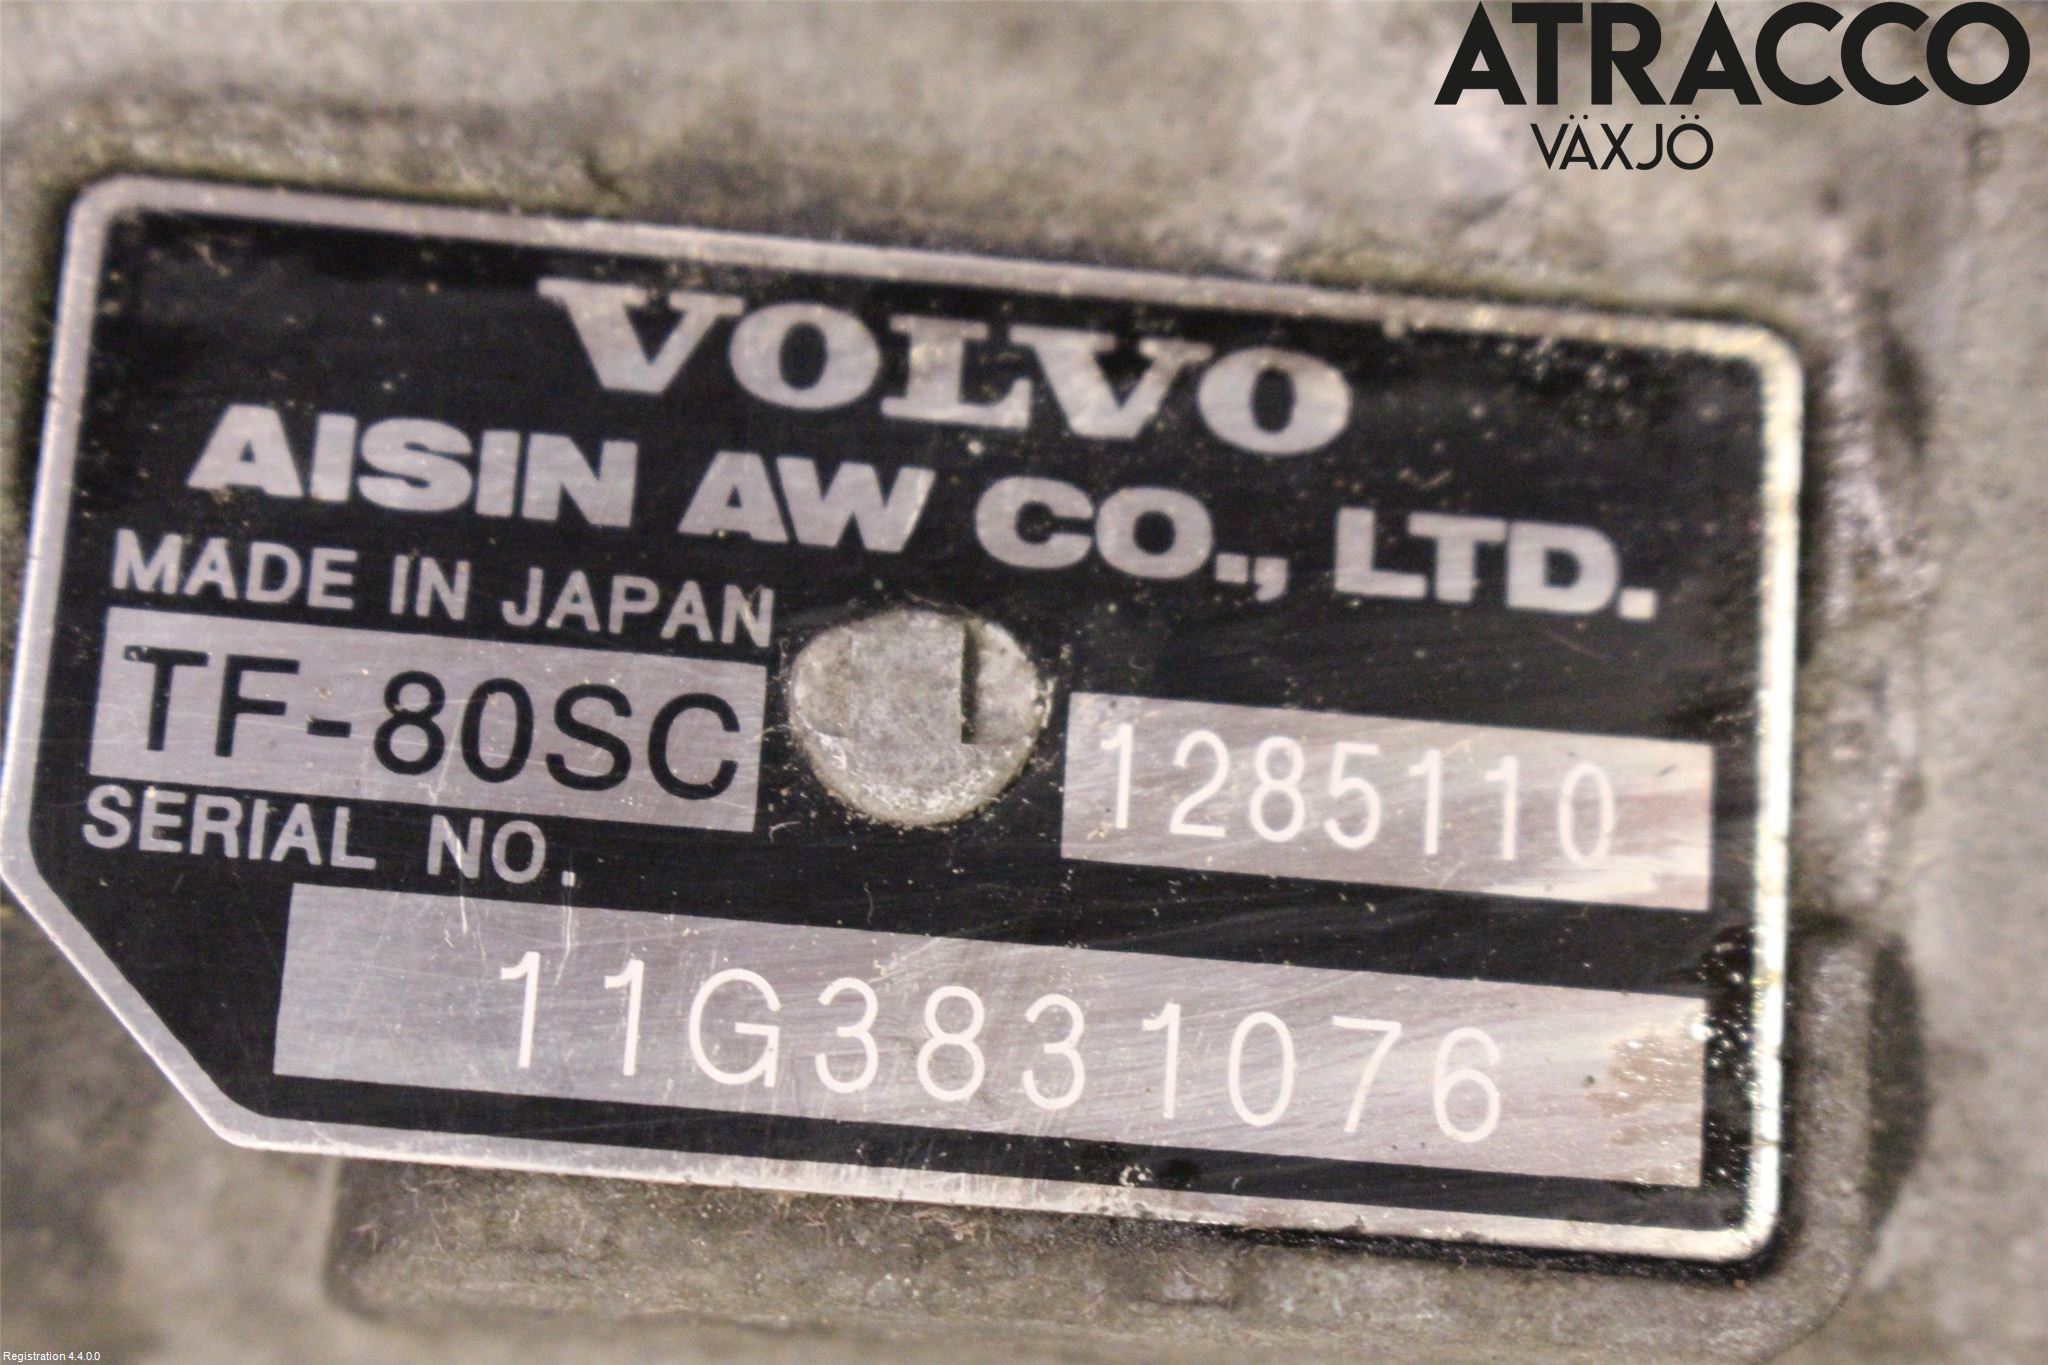 ATRACCO
VÄXJÖ
VOLVO
AISIN AW CO., LTD.
MADE IN JAPAN
TF-80SC
1285110
SERIAL NO.
11G3831076
Registration 4.4.0.0